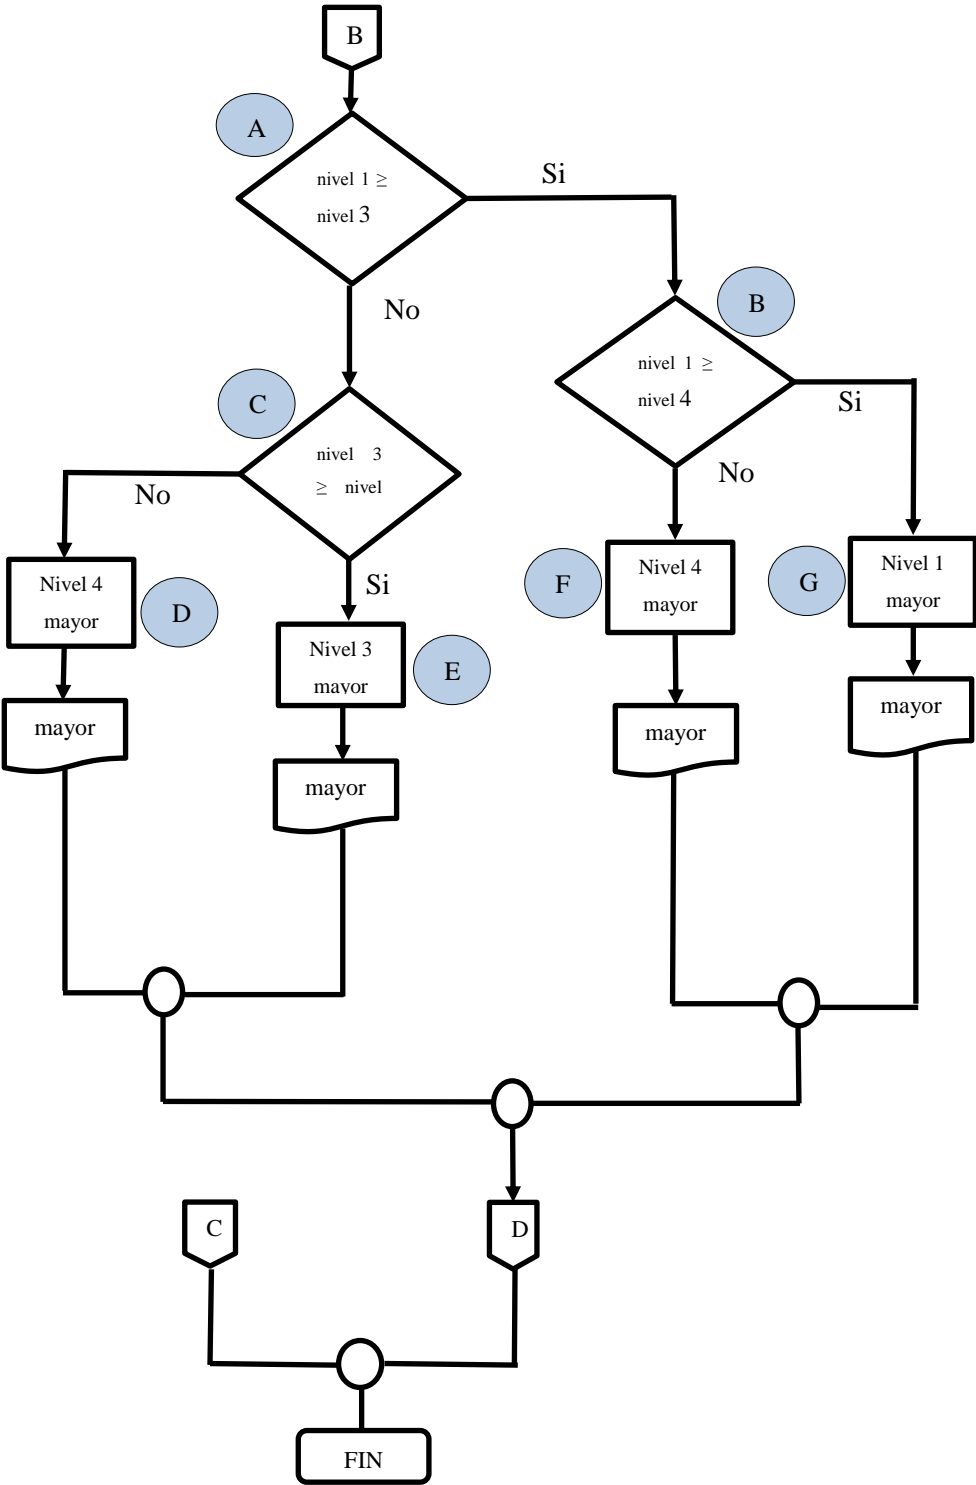 B
A
nivel 1 ≥
nivel 3
Si
No
B
nivel 1 ≥
nivel 4
Si
No
C
nivel 3
≥ nivel
No
Si
Nivel 4
mayor
D
Nivel 3
mayor
E
F
Nivel 4
mayor
G
Nivel 1
mayor
mayor
mayor
mayor
mayor
C
D
FIN